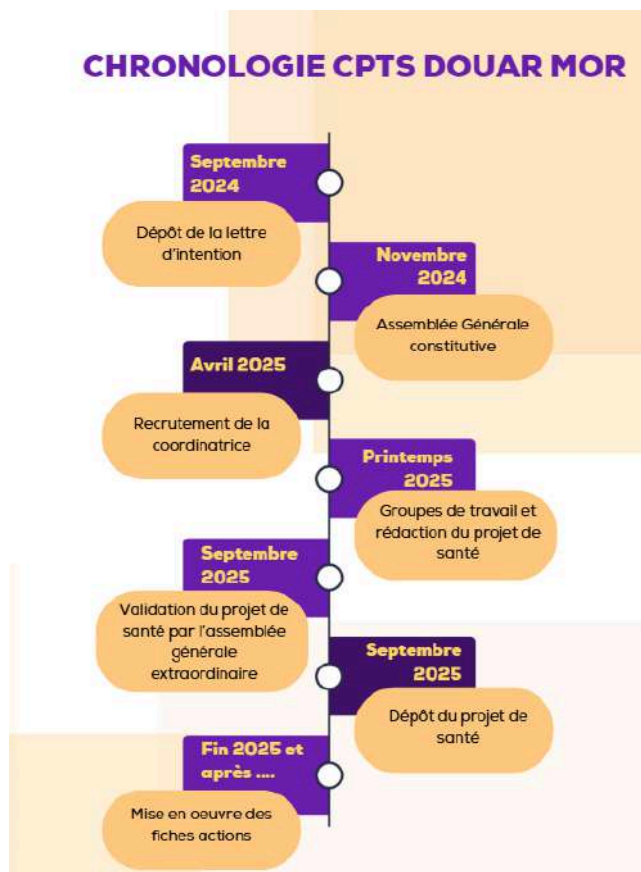 CHRONOLOGIE CPTS DOUAR MOR
Septembre
2024
Dépôt de la lettre
d'intention
Novembre
2024
Assemblée Générale
constitutive
Avril 2025
Recrutement de la
coordinatrice
Printemps
2025
Groupes de travail et
rédaction du projet de
santé
Septembre
2025
Validation du projet de
santé par l'assemblée
générale
extraordinaire
Septembre
2025
Dépôt du projet de
santé
Fin 2025 et
après ....
Mise en oeuvre des
fiches actions